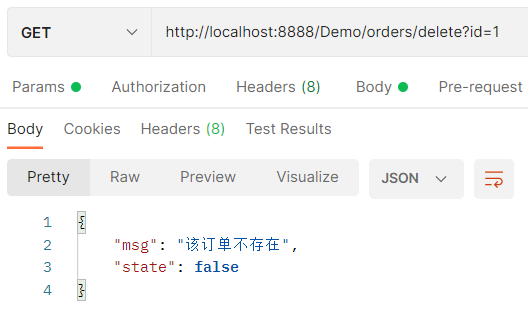 GET http://localhost:8888/Demo/orders/delete?id=1
Params Authorization Headers (8) Body Pre-request
Body Cookies Headers (8) Test Results
Pretty Raw Preview Visualize JSON
1 {
2 "msg": "该订单不存在",
3 "state": false
4 }